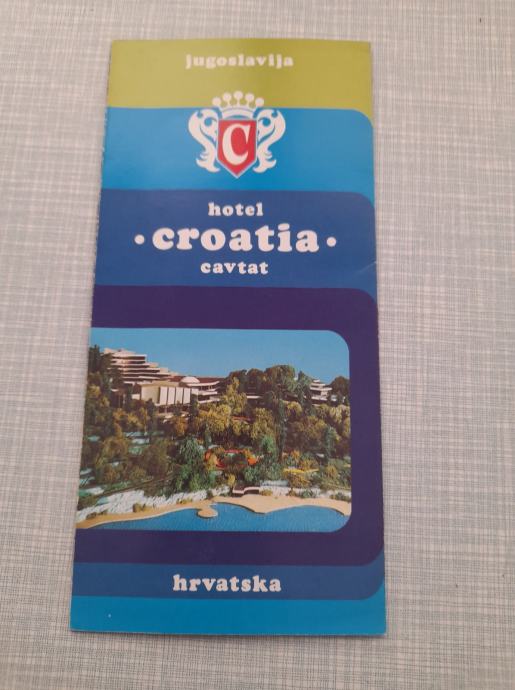 jugoslavija
C
hotel
• croatia •
cavtat
hrvatska